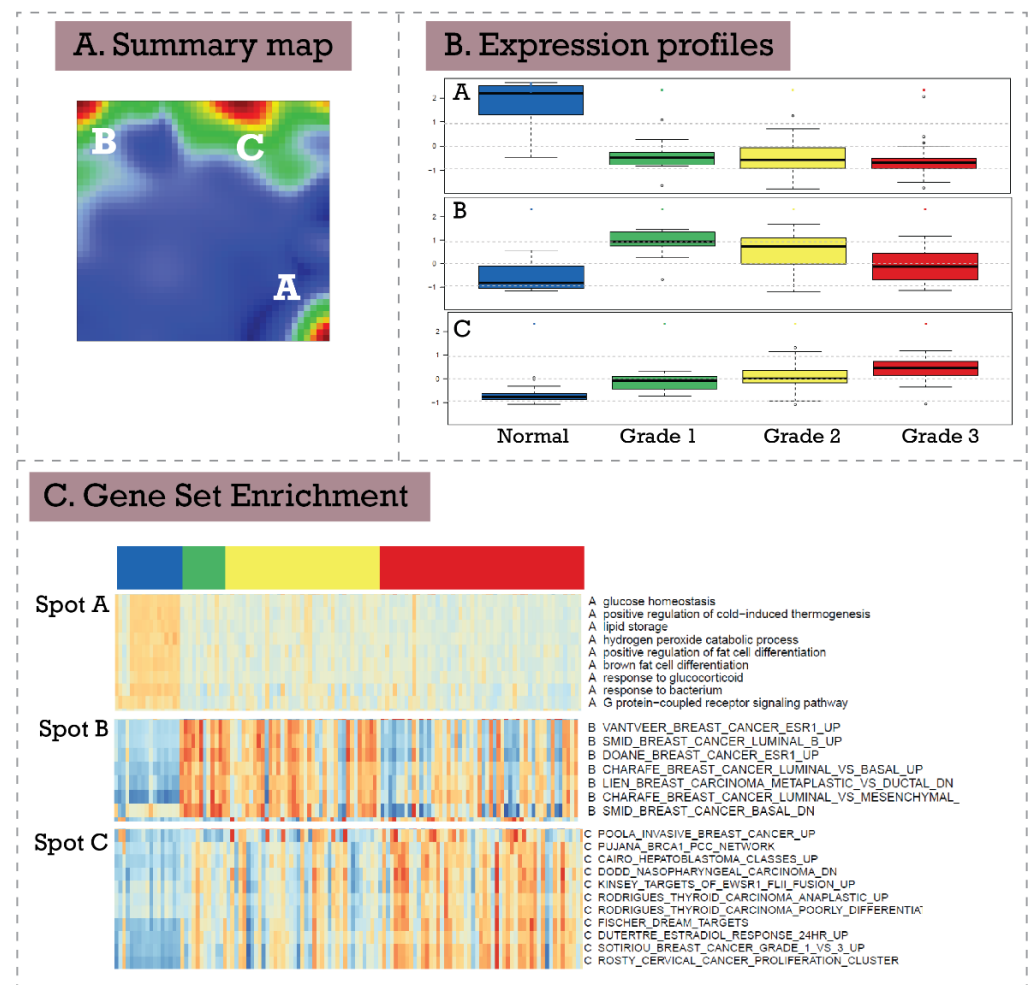 A. Summary map
B
C
A
B. Expression profiles
A
2
1
0
−1
B
2
1
0
−1
C
2
1
0
−1
Normal Grade 1 Grade 2 Grade 3
C. Gene Set Enrichment
Spot A
A glucose homeostasis
A positive regulation of cold−induced thermogenesis
A lipid storage
A hydrogen peroxide catabolic process
A positive regulation of fat cell differentiation
A brown fat cell differentiation
A response to glucocorticoid
A response to bacterium
A G protein−coupled receptor signaling pathway
Spot B
B VANTVEER_BREAST_CANCER_ESR1_UP
B SMID_BREAST_CANCER_LUMINAL_B_UP
B DOANE_BREAST_CANCER_ESR1_UP
B CHARAFE_BREAST_CANCER_LUMINAL_VS_BASAL_UP
B LIEN_BREAST_CARCINOMA_METAPLASTIC_VS_DUCTAL_DN
B CHARAFE_BREAST_CANCER_LUMINAL_VS_MESENCHYMAL_
B SMID_BREAST_CANCER_BASAL_DN
Spot C
C POOLA_INVASIVE_BREAST_CANCER_UP
C PUJANA_BRCA1_PCC_NETWORK
C CAIRO_HEPATOBLASTOMA_CLASSES_UP
C DODD_NASOPHARYNGEAL_CARCINOMA_DN
C KINSEY_TARGETS_OF_EWSR1_FLII_FUSION_UP
C RODRIGUES_THYROID_CARCINOMA_ANAPLASTIC_UP
C RODRIGUES_THYROID_CARCINOMA_POORLY_DIFFERENTIA
C FISCHER_DREAM_TARGETS
C DUTERTRE_ESTRADIOL_RESPONSE_24HR_UP
C SOTIRIOU_BREAST_CANCER_GRADE_1_VS_3_UP
C ROSTY_CERVICAL_CANCER_PROLIFERATION_CLUSTER